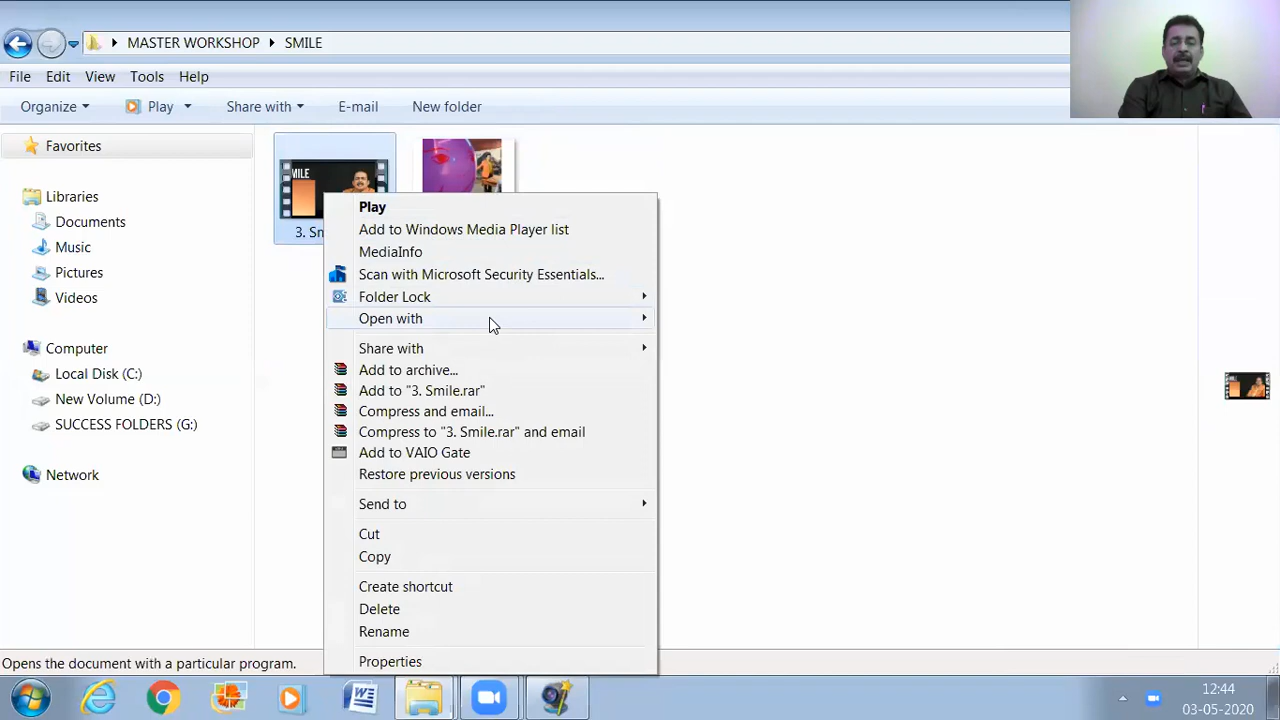 MASTER WORKSHOP SMILE
File Edit View Tools Help
Organize Play Share with E-mail New folder
Favorites
Libraries
Documents
Music
Pictures
Videos
Computer
Local Disk (C:)
New Volume (D:)
SUCCESS FOLDERS (G:)
Network
MILE
3. Sm
Play
Add to Windows Media Player list
MediaInfo
Scan with Microsoft Security Essentials...
Folder Lock
Open with
Share with
Add to archive...
Add to "3. Smile.rar"
Compress and email...
Compress to "3. Smile.rar" and email
Add to VAIO Gate
Restore previous versions
Send to
Cut
Copy
Create shortcut
Delete
Rename
Properties
Opens the document with a particular program.
12:44
03-05-2020